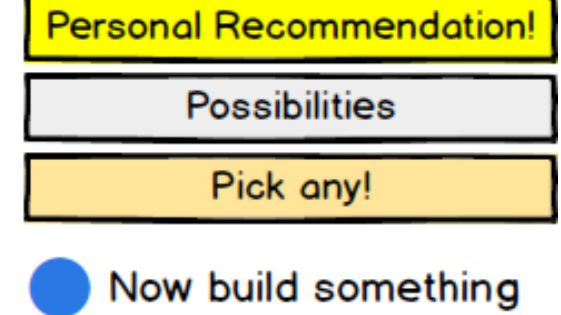 Personal Recommendation!
Possibilities
Pick any!
Now build something